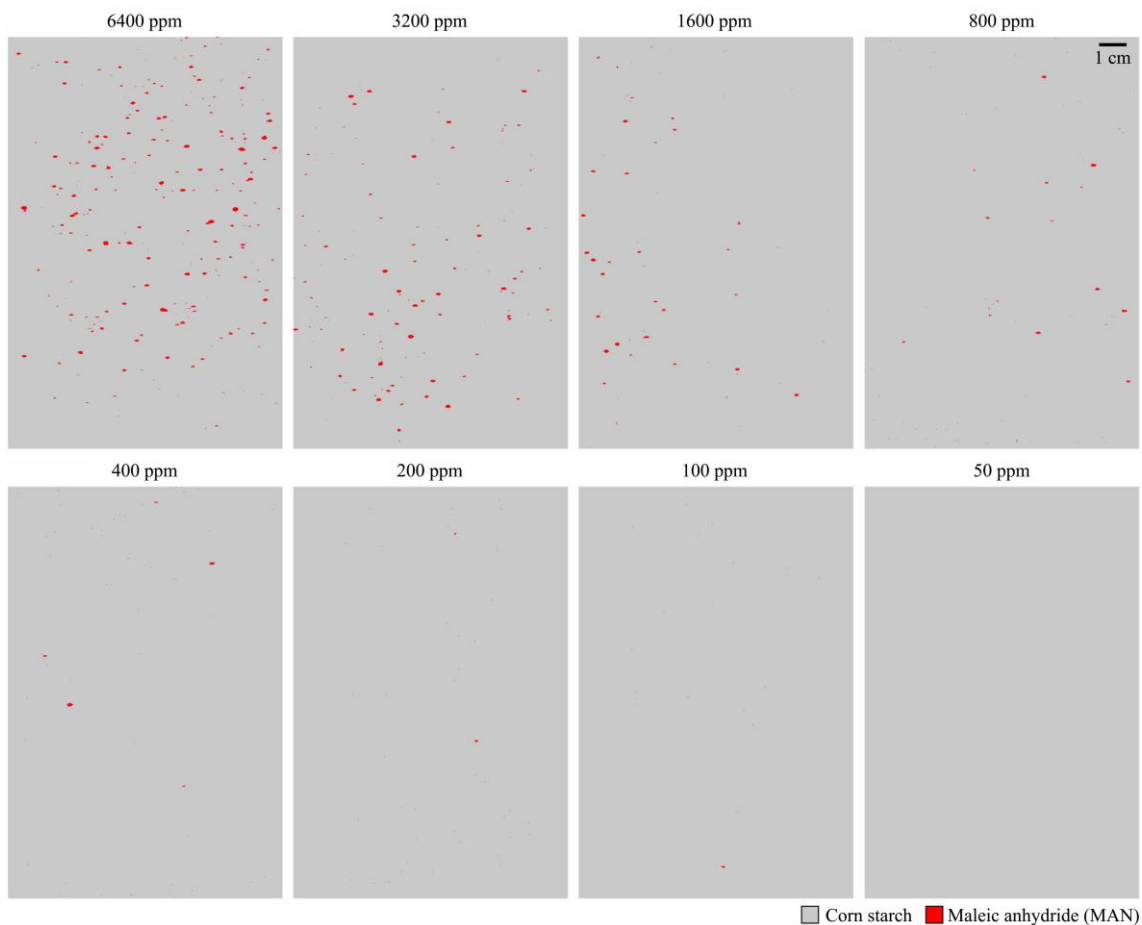 6400 ppm
3200 ppm
1600 ppm
800 ppm
1 cm
400 ppm
200 ppm
100 ppm
50 ppm
Corn starch
Maleic anhydride (MAN)